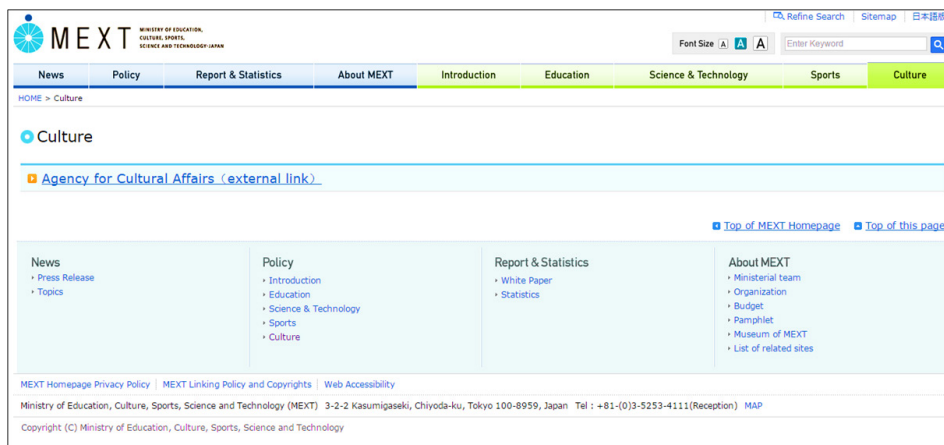 Refine Search | Sitemap | 日本語版
MEXT MINISTRY OF EDUCATION,
CULTURE, SPORTS,
SCIENCE AND TECHNOLOGY-JAPAN
Font Size A A A Enter Keyword
News Policy Report & Statistics About MEXT Introduction Education Science & Technology Sports Culture
HOME > Culture
Culture
Agency for Cultural Affairs（external link）
Top of MEXT Homepage Top of this page
News Policy Report & Statistics About MEXT
Press Release Introduction White Paper Ministerial team
Topics Education Statistics Organization
Science & Technology Budget
Sports Pamphlet
Culture Museum of MEXT
List of related sites
MEXT Homepage Privacy Policy | MEXT Linking Policy and Copyrights | Web Accessibility
Ministry of Education, Culture, Sports, Science and Technology (MEXT) 3-2-2 Kasumigaseki, Chiyoda-ku, Tokyo 100-8959, Japan Tel : +81-(0)3-5253-4111(Reception) MAP
Copyright (C) Ministry of Education, Culture, Sports, Science and Technology